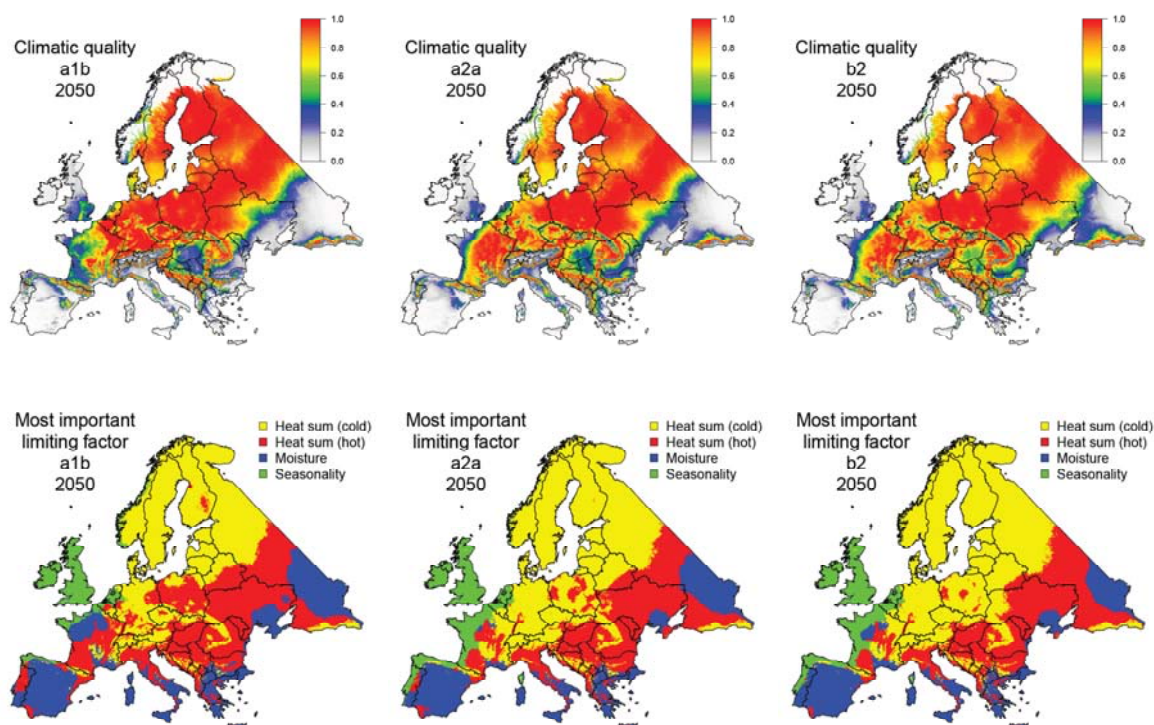 Climatic quality
a1b
2050
1.0
0.8
0.6
0.4
0.2
0.0
Climatic quality
a2a
2050
1.0
0.8
0.6
0.4
0.2
0.0
Climatic quality
b2
2050
1.0
0.8
0.6
0.4
0.2
0.0
Most important
limiting factor
a1b
2050
Heat sum (cold)
Heat sum (hot)
Moisture
Seasonality
Most important
limiting factor
a2a
2050
Heat sum (cold)
Heat sum (hot)
Moisture
Seasonality
Most important
limiting factor
b2
2050
Heat sum (cold)
Heat sum (hot)
Moisture
Seasonality